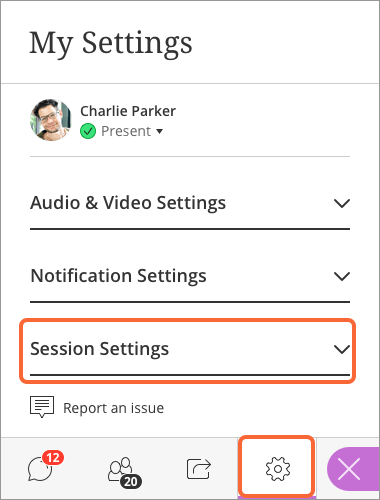 My Settings
Charlie Parker
Present
Audio & Video Settings
Notification Settings
Session Settings
Report an issue
12
20